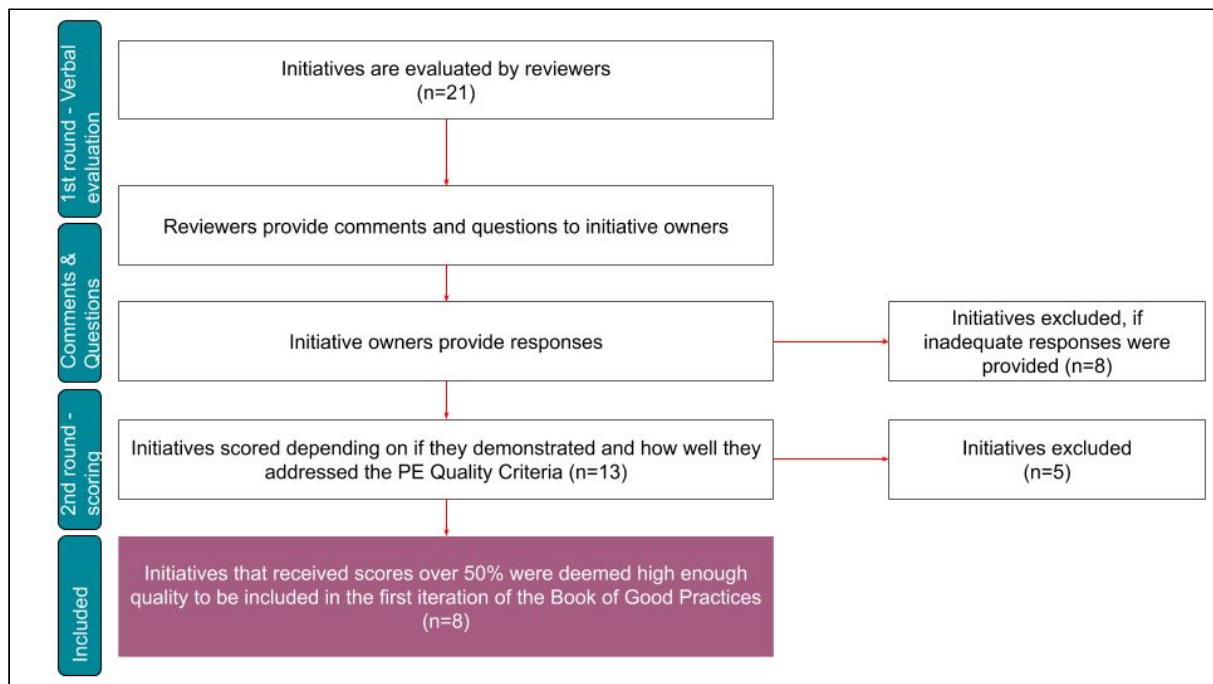 1st round - Verbal
evaluation
Initiatives are evaluated by reviewers
(n=21)
Reviewers provide comments and questions to initiative owners
Comments &
Questions
Initiative owners provide responses
Initiatives excluded, if
inadequate responses were
provided (n=8)
2nd round -
scoring
Initiatives scored depending on if they demonstrated and how well they
addressed the PE Quality Criteria (n=13)
Initiatives excluded
(n=5)
Included
Initiatives that received scores over 50% were deemed high enough
quality to be included in the first iteration of the Book of Good Practices
(n=8)